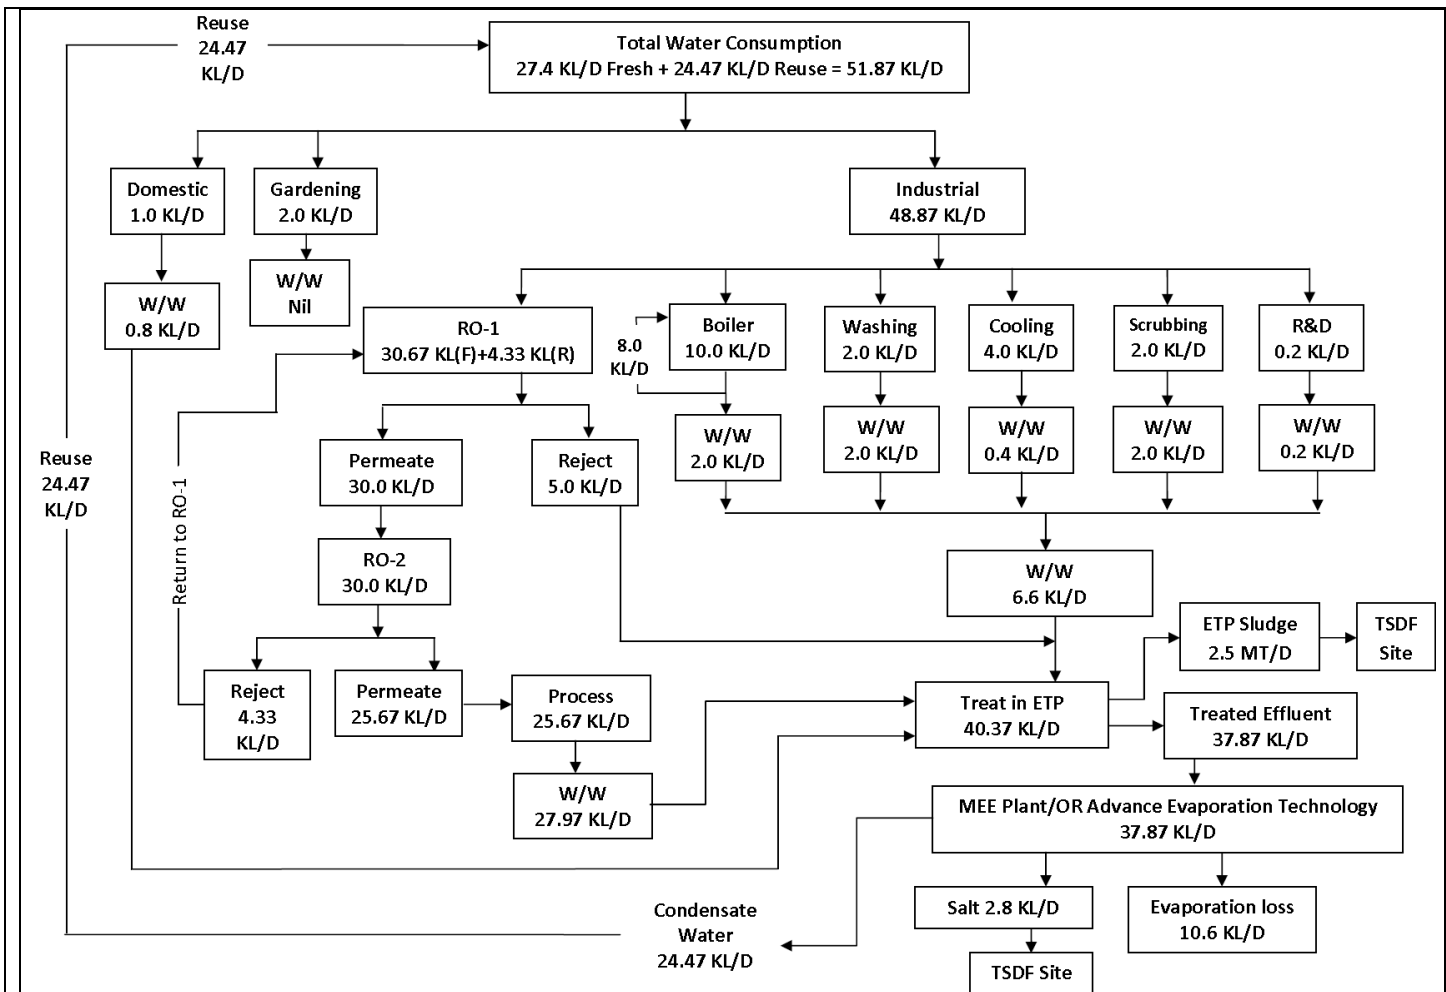 Reuse
24.47
KL/D
Total Water Consumption
27.4 KL/D Fresh + 24.47 KL/D Reuse = 51.87 KL/D
Domestic
1.0 KL/D
Gardening
2.0 KL/D
Industrial
48.87 KL/D
W/W
0.8 KL/D
W/W
Nil
RO-1
30.67 KL(F)+4.33 KL(R)
8.0
KL/D
Boiler
10.0 KL/D
Washing
2.0 KL/D
Cooling
4.0 KL/D
Scrubbing
2.0 KL/D
R&D
0.2 KL/D
W/W
2.0 KL/D
W/W
2.0 KL/D
W/W
0.4 KL/D
W/W
2.0 KL/D
W/W
0.2 KL/D
Reuse
24.47
KL/D
Return to RO-1
Permeate
30.0 KL/D
Reject
5.0 KL/D
RO-2
30.0 KL/D
W/W
6.6 KL/D
ETP Sludge
2.5 MT/D
TSDF
Site
Reject
4.33
KL/D
Permeate
25.67 KL/D
Process
25.67 KL/D
Treat in ETP
40.37 KL/D
Treated Effluent
37.87 KL/D
W/W
27.97 KL/D
MEE Plant/OR Advance Evaporation Technology
37.87 KL/D
Condensate
Water
24.47 KL/D
Salt 2.8 KL/D
Evaporation loss
10.6 KL/D
TSDF Site